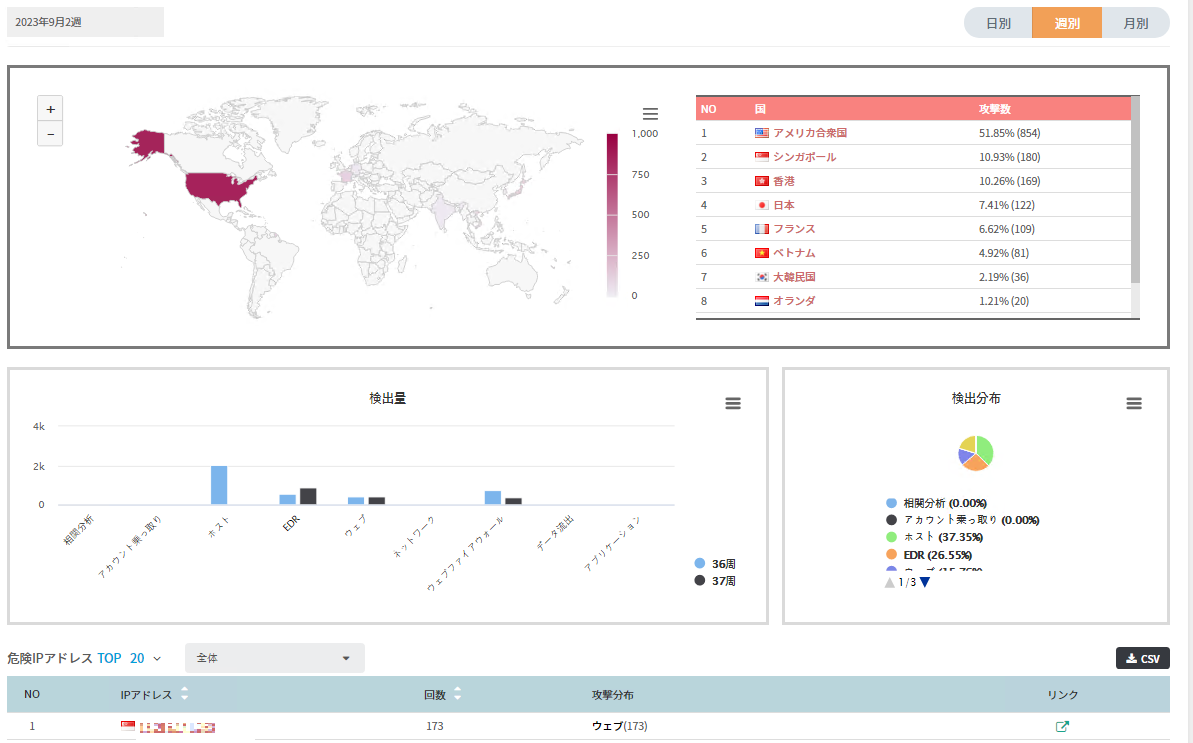 2023年9月2週
日別 週別 月別
+
−
1,000
750
500
250
0
NO 国 攻撃数
1 アメリカ合衆国 51.85% (854)
2 シンガポール 10.93% (180)
3 香港 10.26% (169)
4 日本 7.41% (122)
5 フランス 6.62% (109)
6 ベトナム 4.92% (81)
7 大韓民国 2.19% (36)
8 オランダ 1.21% (20)
検出量
4k
2k
0
相関分析
アカウント乗っ取り
ホスト
EDR
ウェブ
ネットワーク
ウェブファイアウォール
データ流出
アプリケーション
36周
37周
検出分布
相関分析 (0.00%)
アカウント乗っ取り (0.00%)
ホスト (37.35%)
EDR (26.55%)
ウェブ (15.76%)
1/3
危険IPアドレス TOP 20 全体 CSV
NO IPアドレス 回数 攻撃分布 リンク
1 173 ウェブ(173)